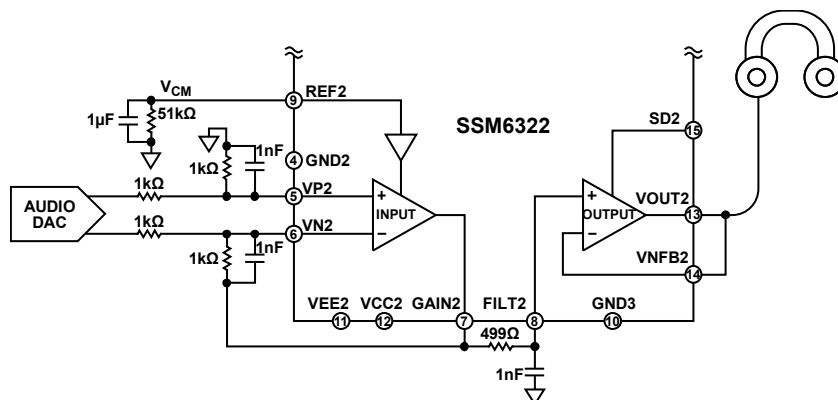 VCM
9 REF2
1µF
51kΩ
SSM6322
SD2
15
1nF
4 GND2
1kΩ
1kΩ
5 VP2
+
INPUT
−
AUDIO
DAC
1kΩ
6 VN2
1nF
1kΩ
+
OUTPUT
−
VOUT2
13
VNFB2
14
VEE2
VCC2
GAIN2
FILT2
GND3
11
12
7
8
10
499Ω
1nF